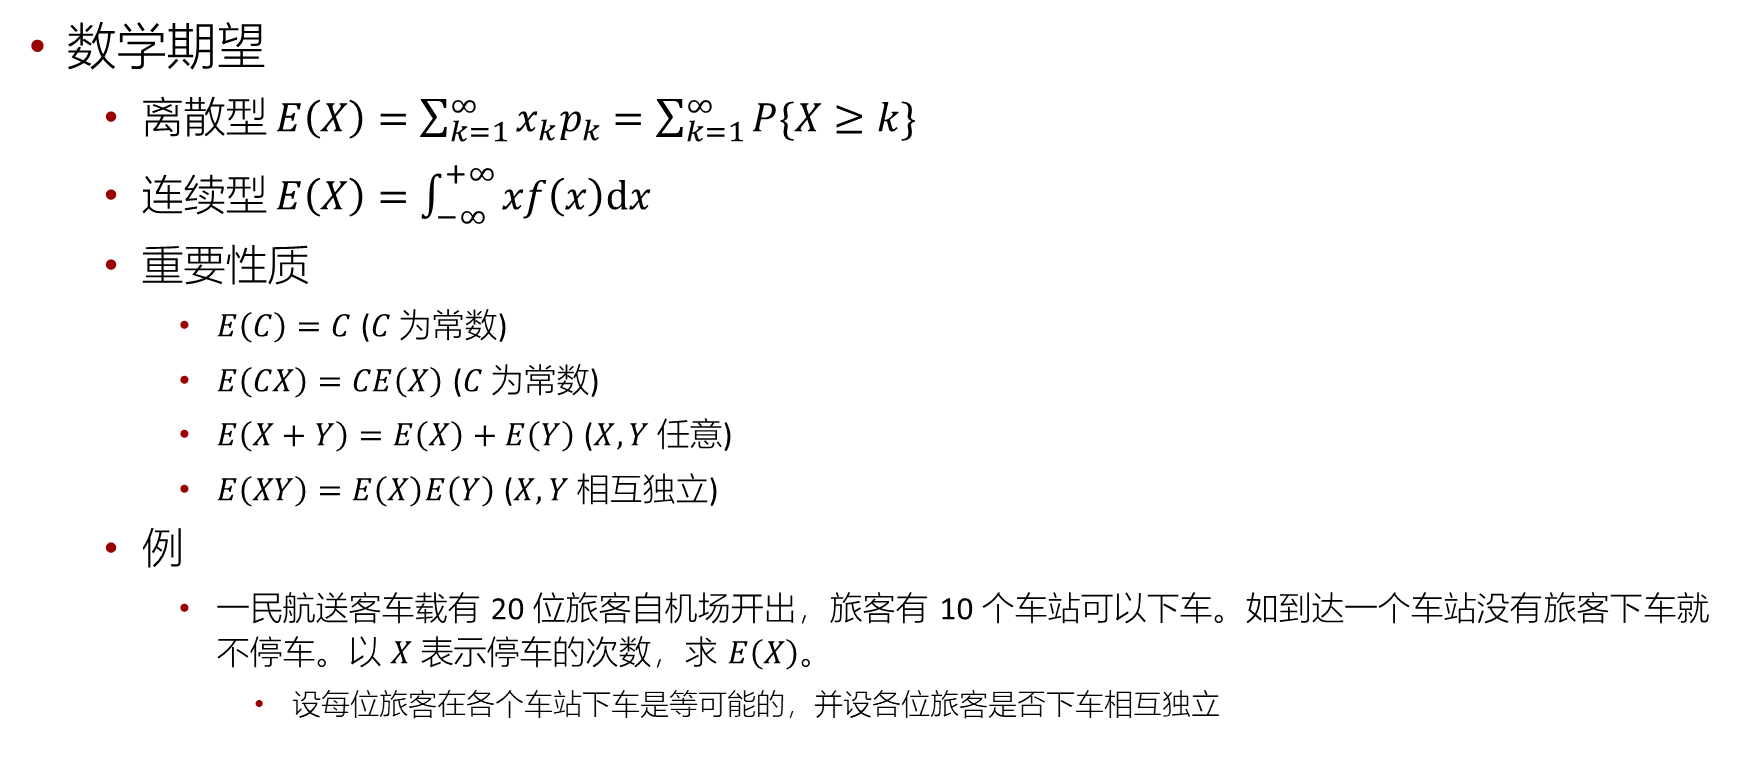 • 数学期望
• 离散型 E(X) = ∑_{k=1}^{∞} x_k p_k = ∑_{k=1}^{∞} P{X ≥ k}
• 连续型 E(X) = ∫_{−∞}^{+∞} xf(x)dx
• 重要性质
• E(C) = C (C 为常数)
• E(CX) = CE(X) (C 为常数)
• E(X + Y) = E(X) + E(Y) (X, Y 任意)
• E(XY) = E(X)E(Y) (X, Y 相互独立)
• 例
• 一民航送客车载有 20 位旅客自机场开出，旅客有 10 个车站可以下车。如到达一个车站没有旅客下车就
不停车。以 X 表示停车的次数，求 E(X)。
• 设每位旅客在各个车站下车是等可能的，并设各位旅客是否下车相互独立